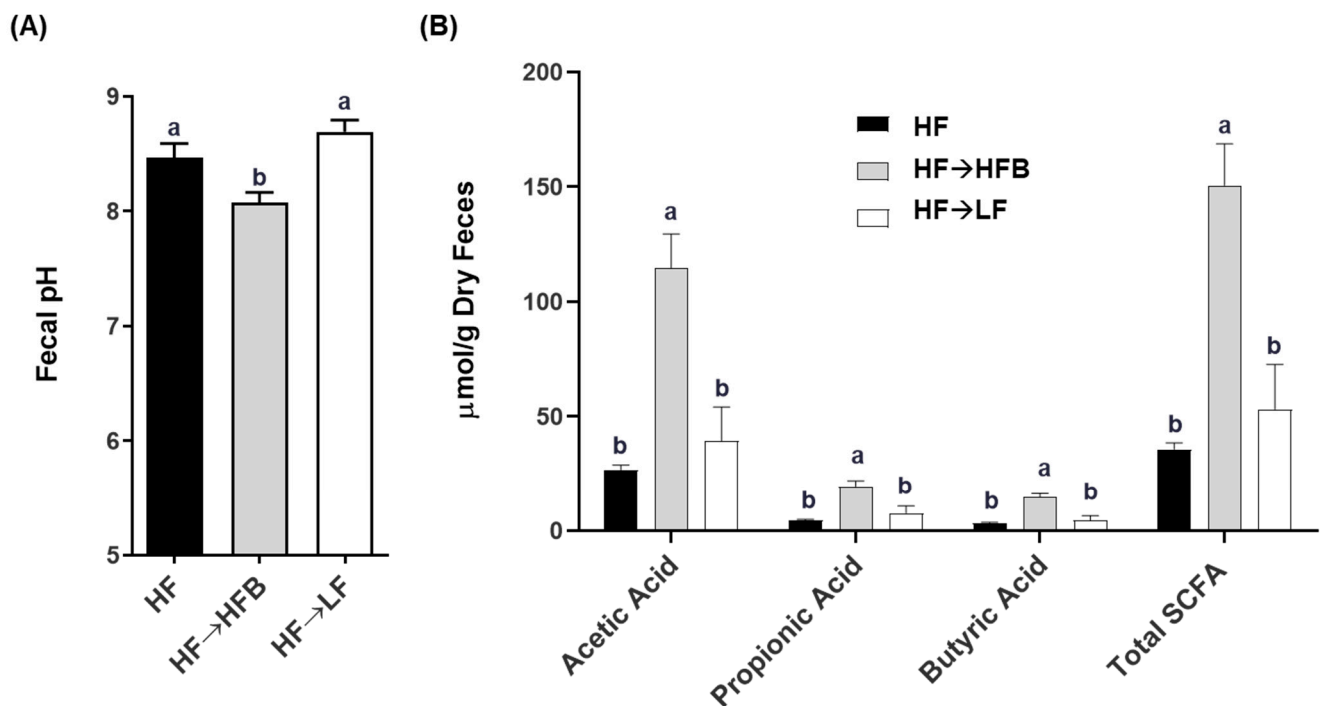 (A)
Fecal pH
9
8
7
6
5
a
b
a
HF
HF→HFB
HF→LF
(B)
μmol/g Dry Feces
200
150
100
50
0
HF
HF→HFB
HF→LF
b
a
b
b
a
b
b
a
b
b
a
b
Acetic Acid
Propionic Acid
Butyric Acid
Total SCFA